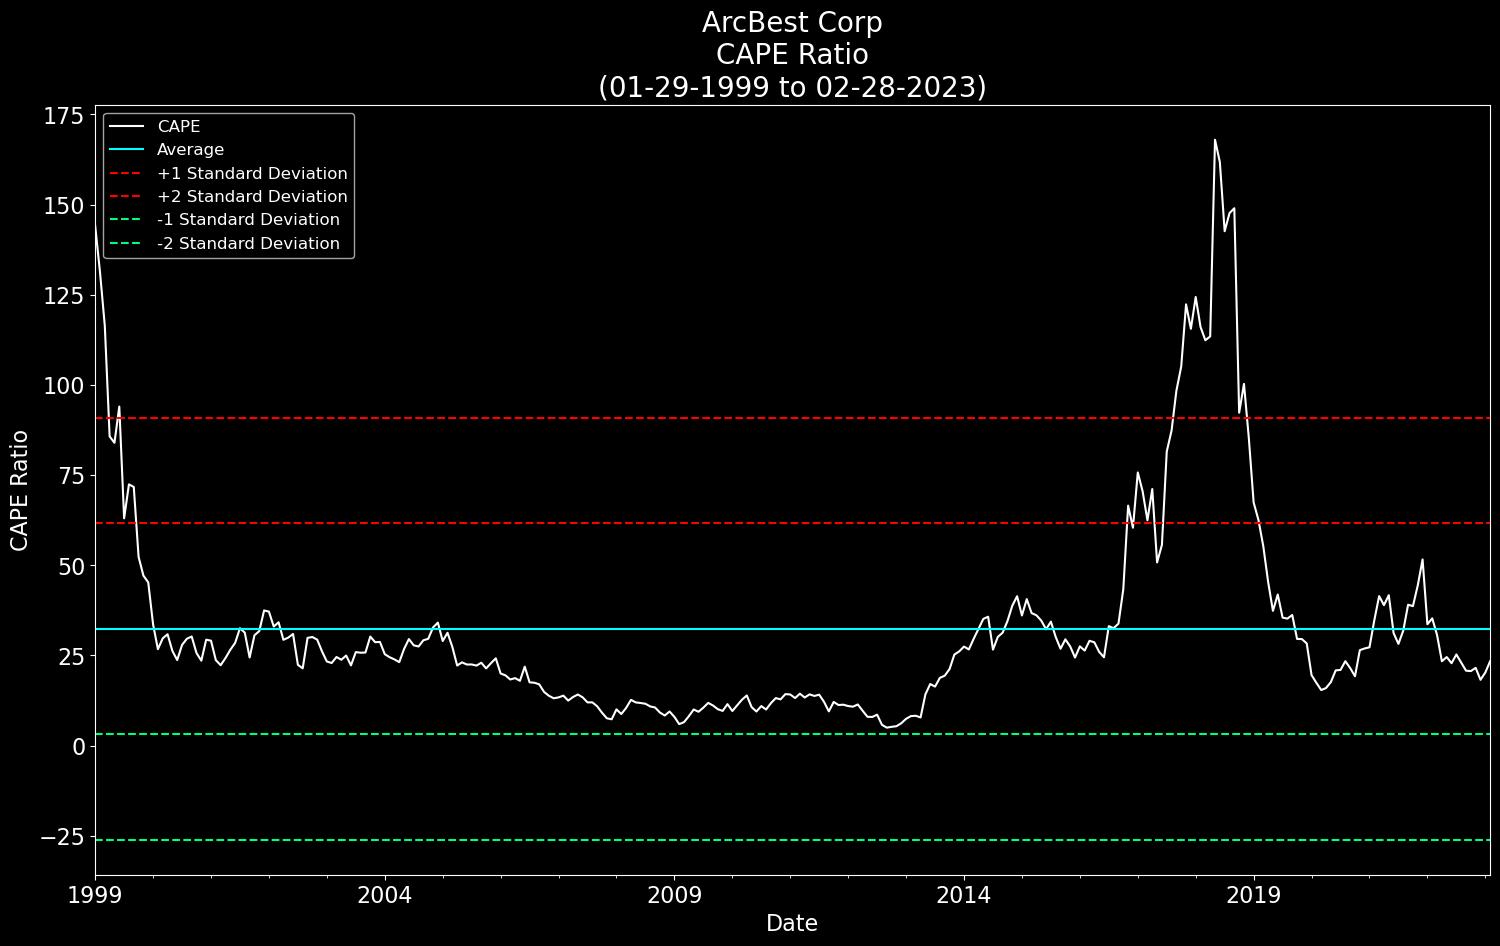 ArcBest Corp
CAPE Ratio
(01-29-1999 to 02-28-2023)
CAPE
Average
+1 Standard Deviation
+2 Standard Deviation
-1 Standard Deviation
-2 Standard Deviation
175
150
125
100
75
50
25
0
−25
CAPE Ratio
1999
2004
2009
2014
2019
Date